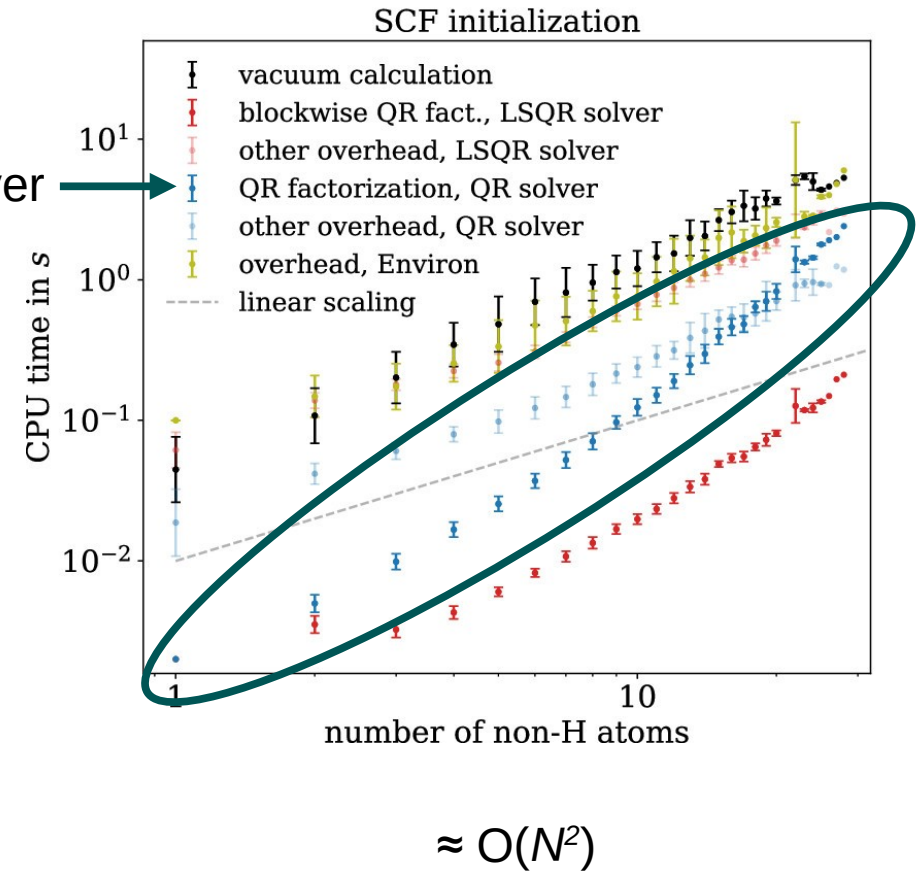 SCF initialization
vacuum calculation
blockwise QR fact., LSQR solver
other overhead, LSQR solver
QR factorization, QR solver
other overhead, QR solver
overhead, Environ
linear scaling
ver
CPU time in s
10¹
10⁰
10⁻¹
10⁻²
1
10
number of non-H atoms
≈ O(N²)